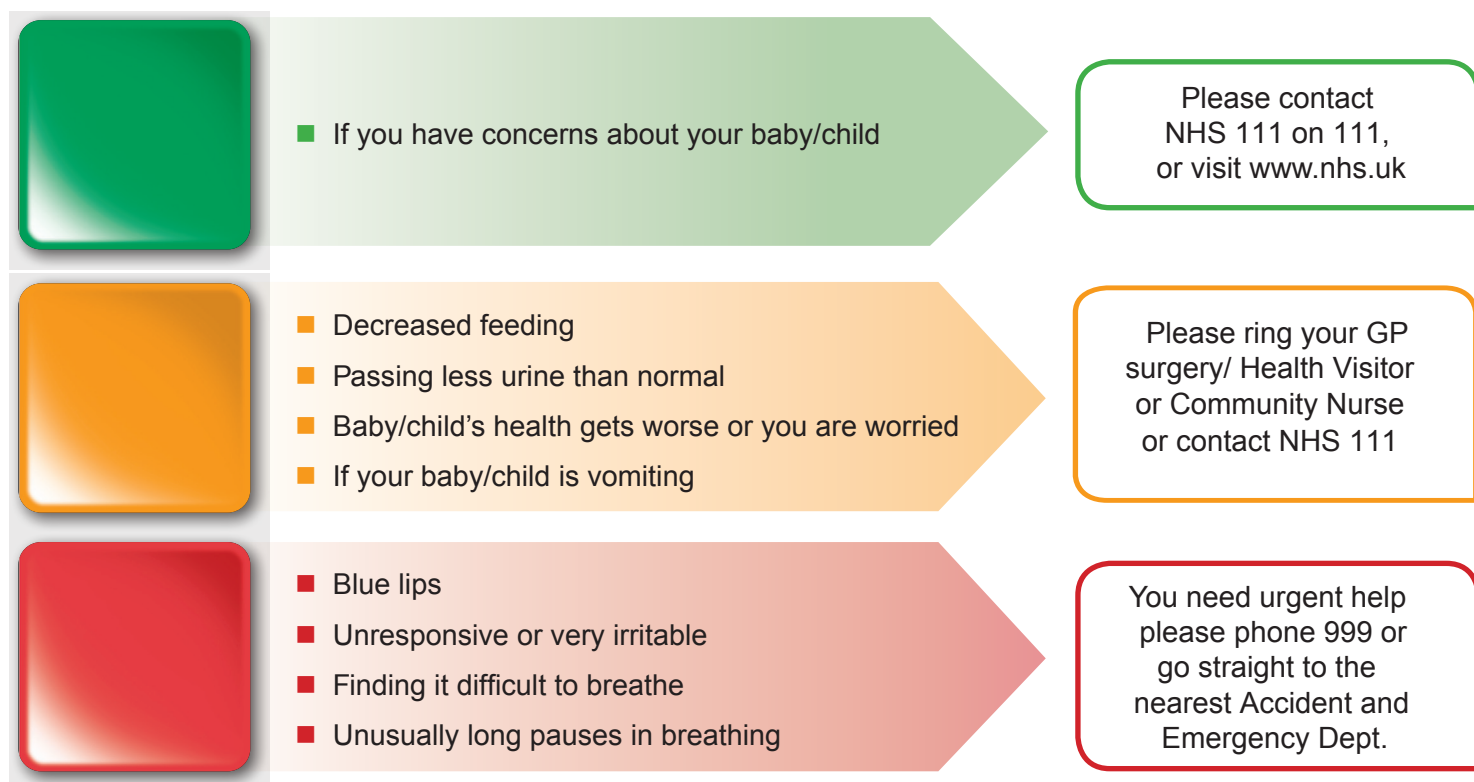 If you have concerns about your baby/child
Please contact
NHS 111 on 111,
or visit www.nhs.uk
Decreased feeding
Passing less urine than normal
Baby/child's health gets worse or you are worried
If your baby/child is vomiting
Please ring your GP
surgery/ Health Visitor
or Community Nurse
or contact NHS 111
Blue lips
Unresponsive or very irritable
Finding it difficult to breathe
Unusually long pauses in breathing
You need urgent help
please phone 999 or
go straight to the
nearest Accident and
Emergency Dept.